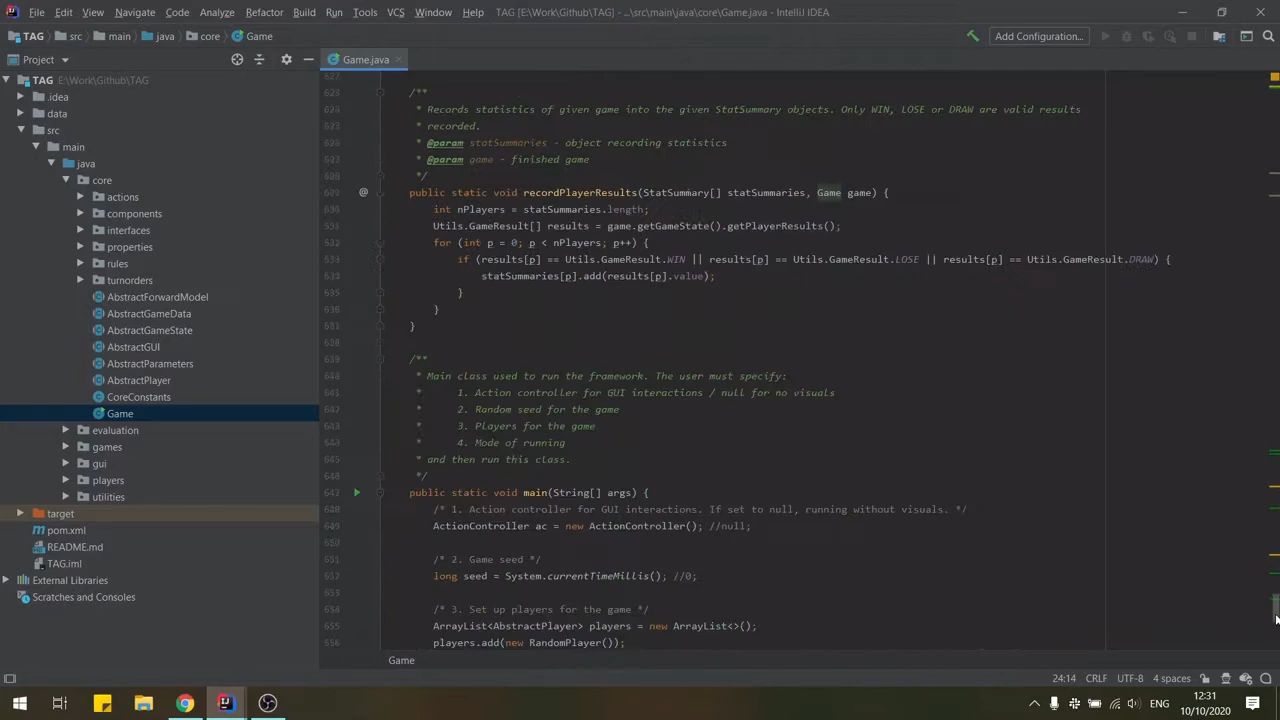 File Edit View Navigate Code Analyze Refactor Build Run Tools VCS Window Help TAG [E:\Work\Github\TAG] - ...\src\main\java\core\Game.java - IntelliJ IDEA
TAG src main java core Game Add Configuration...
Project Game.java
TAG E:\Work\Github\TAG
.idea
data
src
main
java
core
actions
components
interfaces
properties
rules
turnorders
AbstractForwardModel
AbstractGameData
AbstractGameState
AbstractGUI
AbstractParameters
AbstractPlayer
CoreConstants
Game
evaluation
games
gui
players
utilities
target
pom.xml
README.md
TAG.iml
External Libraries
Scratches and Consoles
/**
* Records statistics of given game into the given StatSummary objects. Only WIN, LOSE or DRAW are valid results
* recorded.
* @param statSummaries - object recording statistics
* @param game - finished game
*/
@ public static void recordPlayerResults(StatSummary[] statSummaries, Game game) {
int nPlayers = statSummaries.length;
Utils.GameResult[] results = game.getGameState().getPlayerResults();
for (int p = 0; p < nPlayers; p++) {
if (results[p] == Utils.GameResult.WIN || results[p] == Utils.GameResult.LOSE || results[p] == Utils.GameResult.DRAW) {
statSummaries[p].add(results[p].value);
}
}
}
/**
* Main class used to run the framework. The user must specify:
* 1. Action controller for GUI interactions / null for no visuals
* 2. Random seed for the game
* 3. Players for the game
* 4. Mode of running
* and then run this class.
*/
public static void main(String[] args) {
/* 1. Action controller for GUI interactions. If set to null, running without visuals. */
ActionController ac = new ActionController(); //null;
/* 2. Game seed */
long seed = System.currentTimeMillis(); //0;
/* 3. Set up players for the game */
ArrayList<AbstractPlayer> players = new ArrayList<>();
players.add(new RandomPlayer());
Game
24:14 CRLF UTF-8 4 spaces
ENG 12:31
10/10/2020